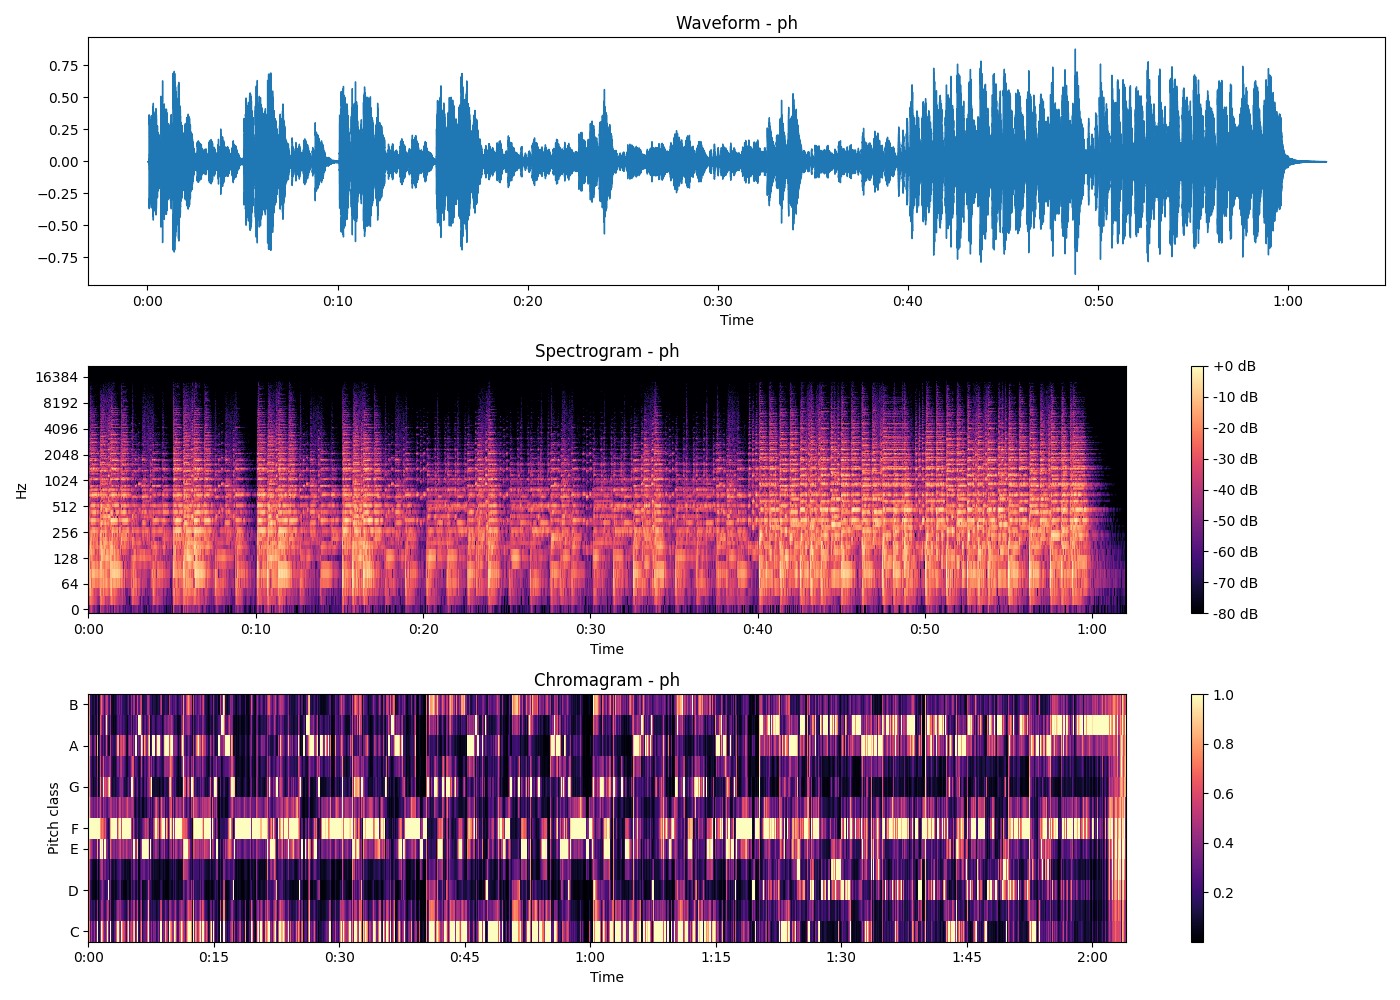 Waveform - ph
0.75
0.50
0.25
0.00
−0.25
−0.50
−0.75
0:00 0:10 0:20 0:30 0:40 0:50 1:00
Time
Spectrogram - ph
Hz
16384
8192
4096
2048
1024
512
256
128
64
0
0:00 0:10 0:20 0:30 0:40 0:50 1:00
Time
+0 dB
-10 dB
-20 dB
-30 dB
-40 dB
-50 dB
-60 dB
-70 dB
-80 dB
Chromagram - ph
Pitch class
B
A
G
F
E
D
C
0:00 0:15 0:30 0:45 1:00 1:15 1:30 1:45 2:00
Time
1.0
0.8
0.6
0.4
0.2